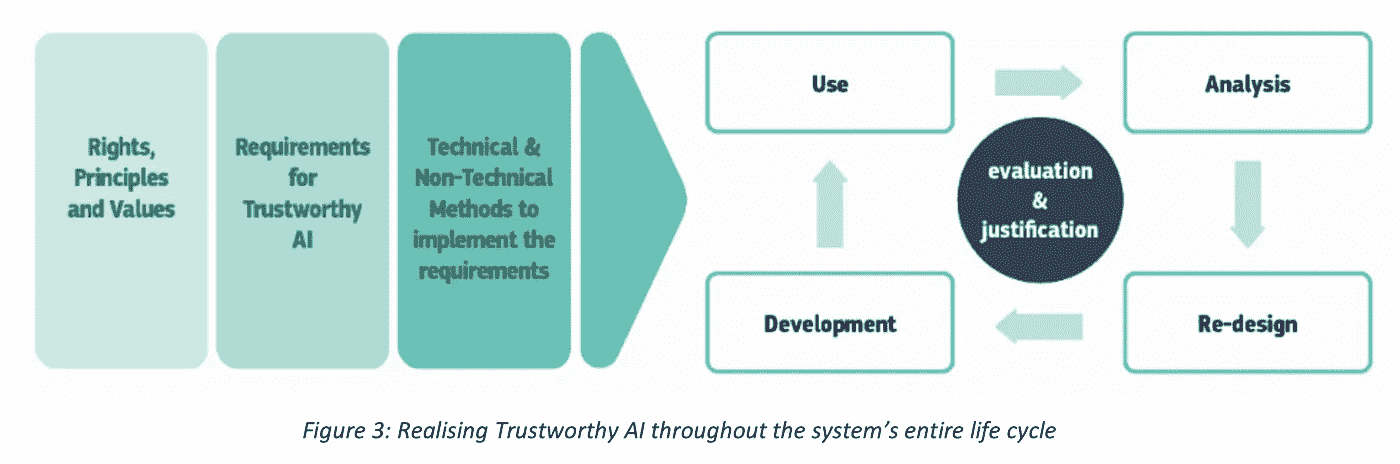 Rights,
Principles
and Values
Requirements
for
Trustworthy
AI
Technical &
Non-Technical
Methods to
implement the
requirements
Use
Analysis
evaluation
&
justification
Development
Re-design
Figure 3: Realising Trustworthy AI throughout the system's entire life cycle